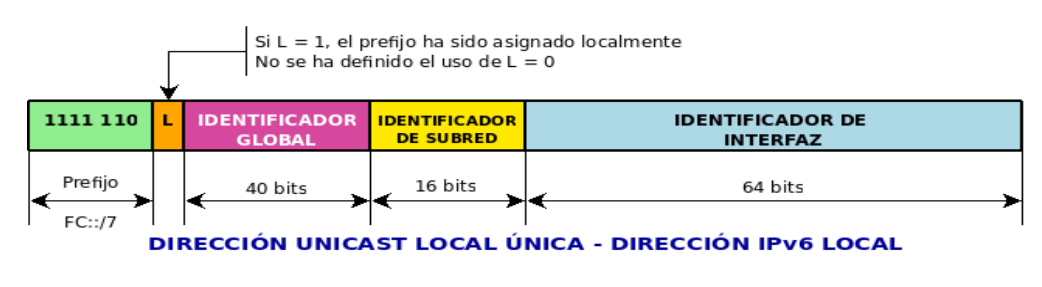 Si L = 1, el prefijo ha sido asignado localmente
No se ha definido el uso de L = 0
1111 110
L
IDENTIFICADOR
GLOBAL
IDENTIFICADOR
DE SUBRED
IDENTIFICADOR DE
INTERFAZ
Prefijo
FC::/7
40 bits
16 bits
64 bits
DIRECCIÓN UNICAST LOCAL ÚNICA - DIRECCIÓN IPv6 LOCAL